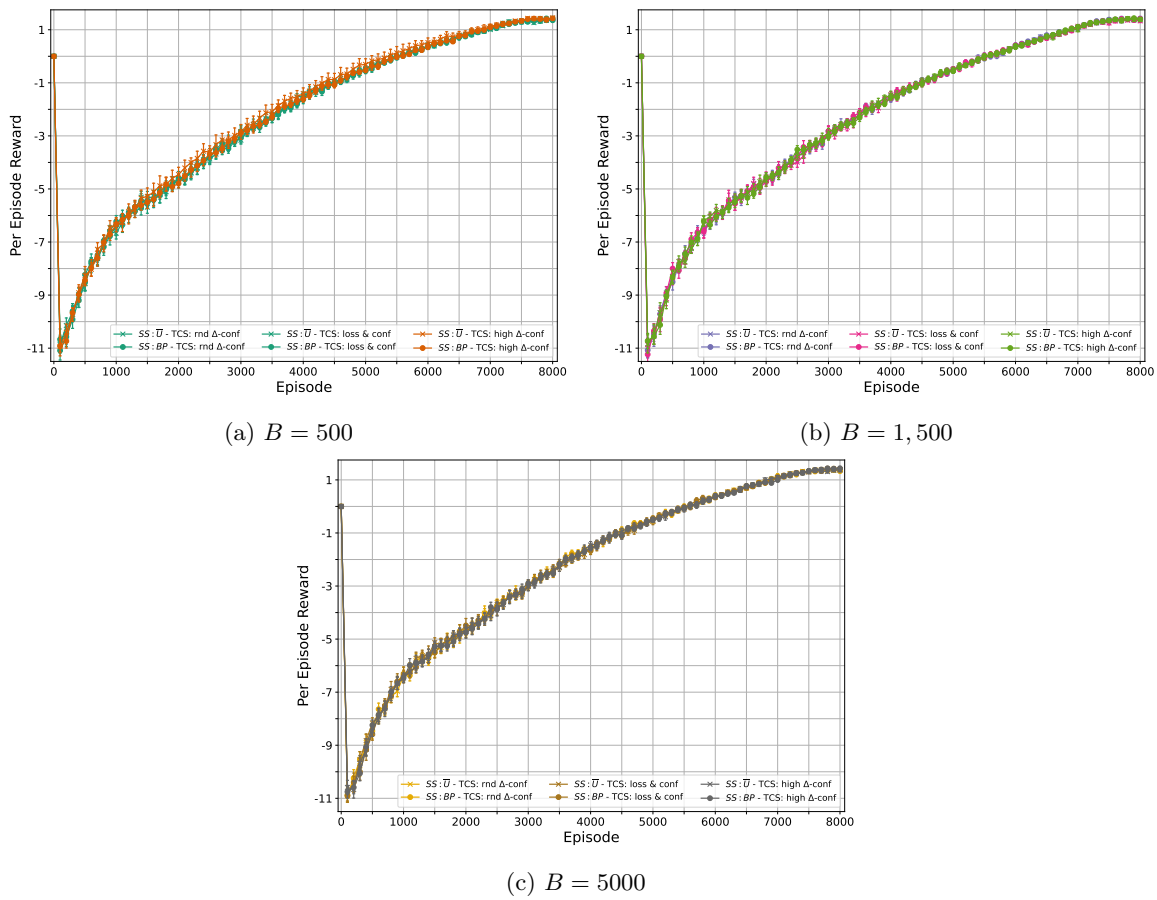 1
-1
-3
-5
-7
-9
-11
Per Episode Reward
SS : U̅ - TCS: rnd Δ-conf
SS : BP - TCS: rnd Δ-conf
SS : U̅ - TCS: loss & conf
SS : BP - TCS: loss & conf
SS : U̅ - TCS: high Δ-conf
SS : BP - TCS: high Δ-conf
0 1000 2000 3000 4000 5000 6000 7000 8000
Episode
(a) B = 500
1
-1
-3
-5
-7
-9
-11
Per Episode Reward
SS : U̅ - TCS: rnd Δ-conf
SS : BP - TCS: rnd Δ-conf
SS : U̅ - TCS: loss & conf
SS : BP - TCS: loss & conf
SS : U̅ - TCS: high Δ-conf
SS : BP - TCS: high Δ-conf
0 1000 2000 3000 4000 5000 6000 7000 8000
Episode
(b) B = 1, 500
1
-1
-3
-5
-7
-9
-11
Per Episode Reward
SS : U̅ - TCS: rnd Δ-conf
SS : BP - TCS: rnd Δ-conf
SS : U̅ - TCS: loss & conf
SS : BP - TCS: loss & conf
SS : U̅ - TCS: high Δ-conf
SS : BP - TCS: high Δ-conf
0 1000 2000 3000 4000 5000 6000 7000 8000
Episode
(c) B = 5000